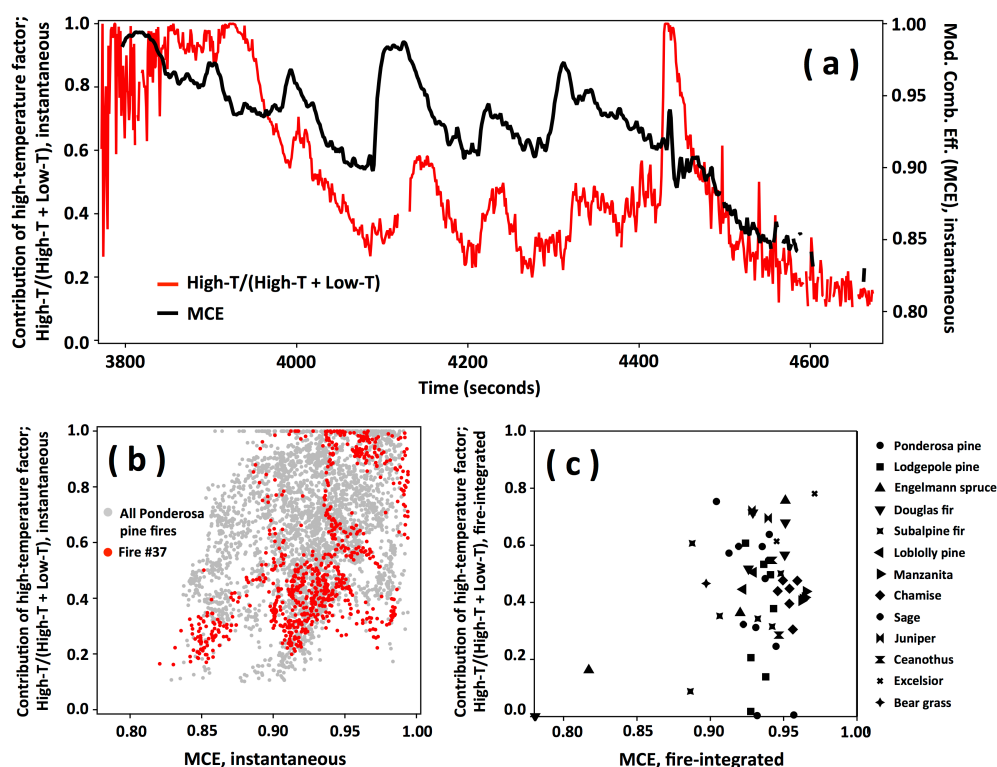 Contribution of high-temperature factor;
High-T/(High-T + Low-T), instantaneous
1.0
0.8
0.6
0.4
0.2
0.0
( a )
High-T/(High-T + Low-T)
MCE
1.00
0.95
0.90
0.85
0.80
Mod. Comb. Eff. (MCE), instantaneous
3800 4000 4200 4400 4600
Time (seconds)
Contribution of high-temperature factor;
High-T/(High-T + Low-T), instantaneous
1.0
0.8
0.6
0.4
0.2
0.0
( b )
All Ponderosa
pine fires
Fire #37
0.80 0.85 0.90 0.95 1.00
MCE, instantaneous
Contribution of high-temperature factor;
High-T/(High-T + Low-T), fire-integrated
1.0
0.8
0.6
0.4
0.2
0.0
( c )
0.80 0.85 0.90 0.95 1.00
MCE, fire-integrated
Ponderosa pine
Lodgepole pine
Engelmann spruce
Douglas fir
Subalpine fir
Loblolly pine
Manzanita
Chamise
Sage
Juniper
Ceanothus
Excelsior
Bear grass